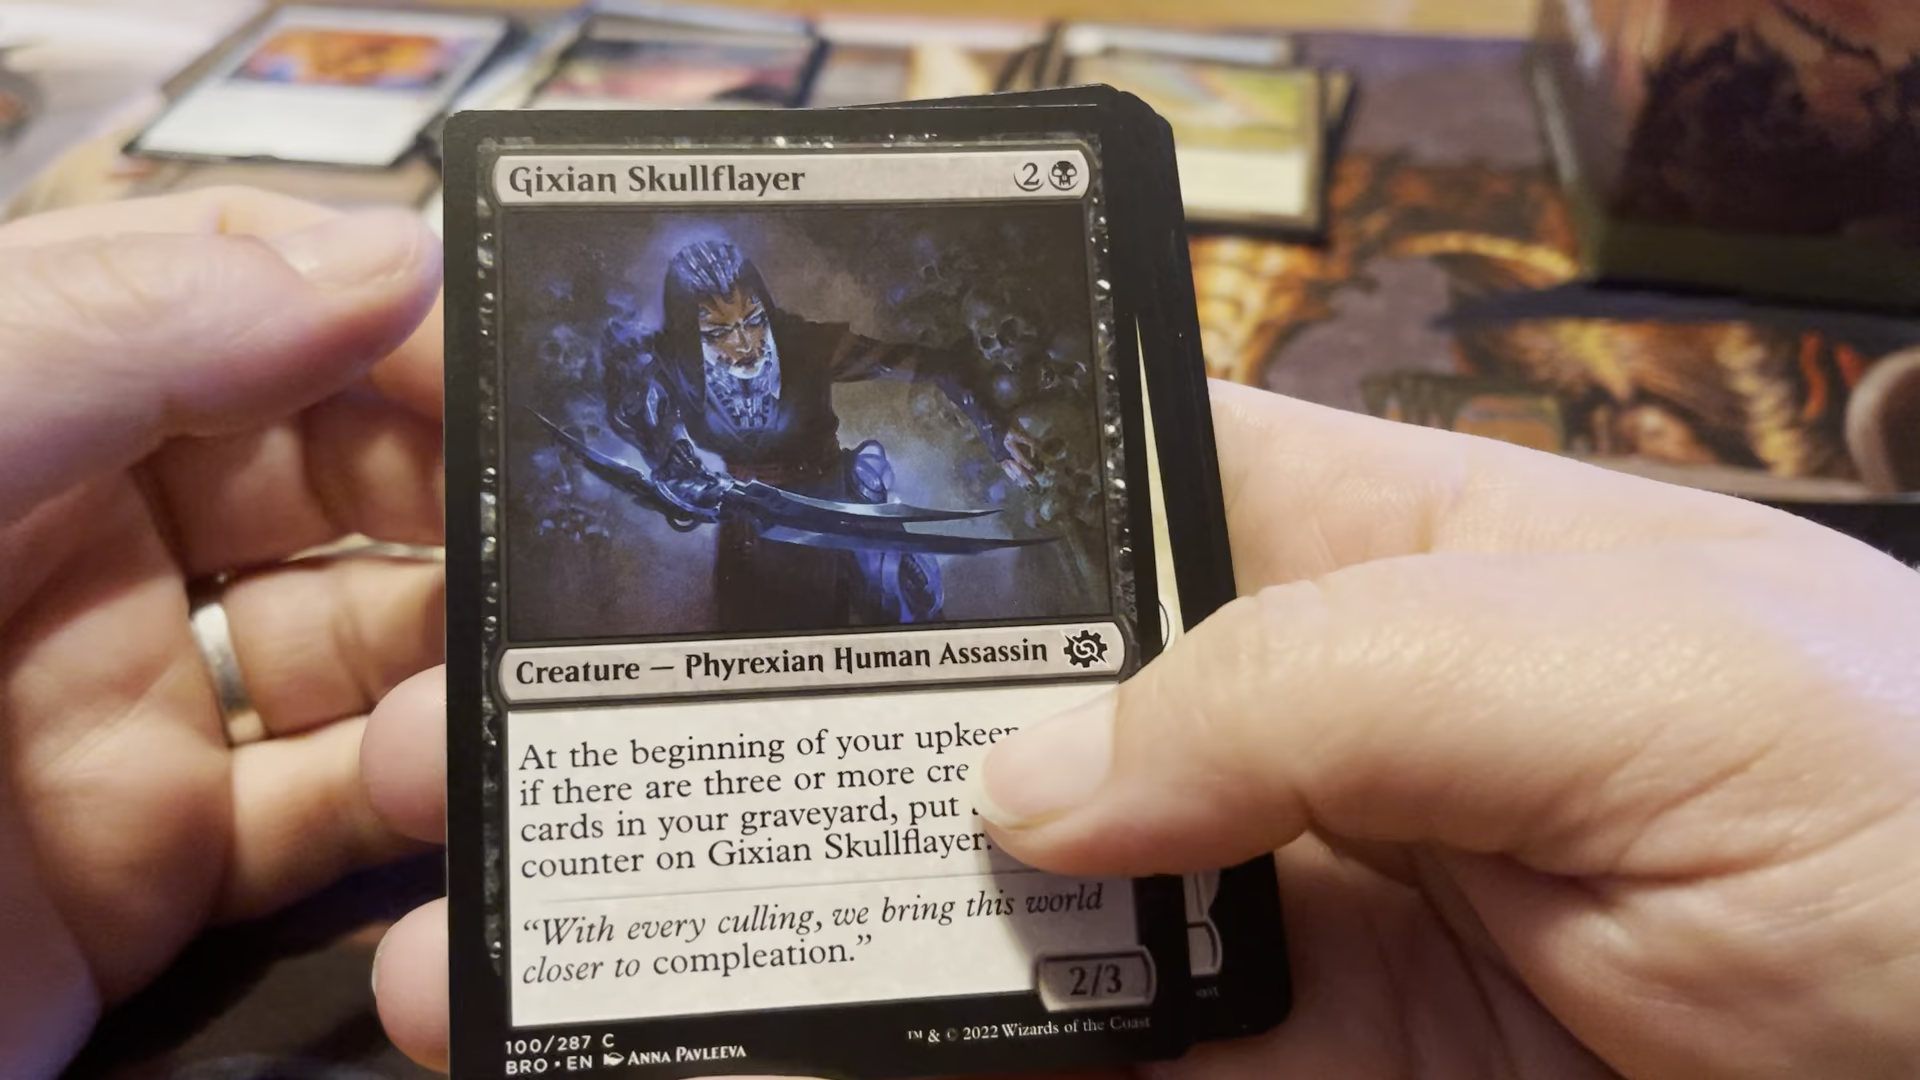 Gixian Skullflayer 2
Creature — Phyrexian Human Assassin
At the beginning of your upkeep
if there are three or more cre
cards in your graveyard, put
counter on Gixian Skullflayer.
“With every culling, we bring this world
closer to compleation.”
2/3
100/287 C
BRO • EN Anna Pavleeva
™ & © 2022 Wizards of the Coast